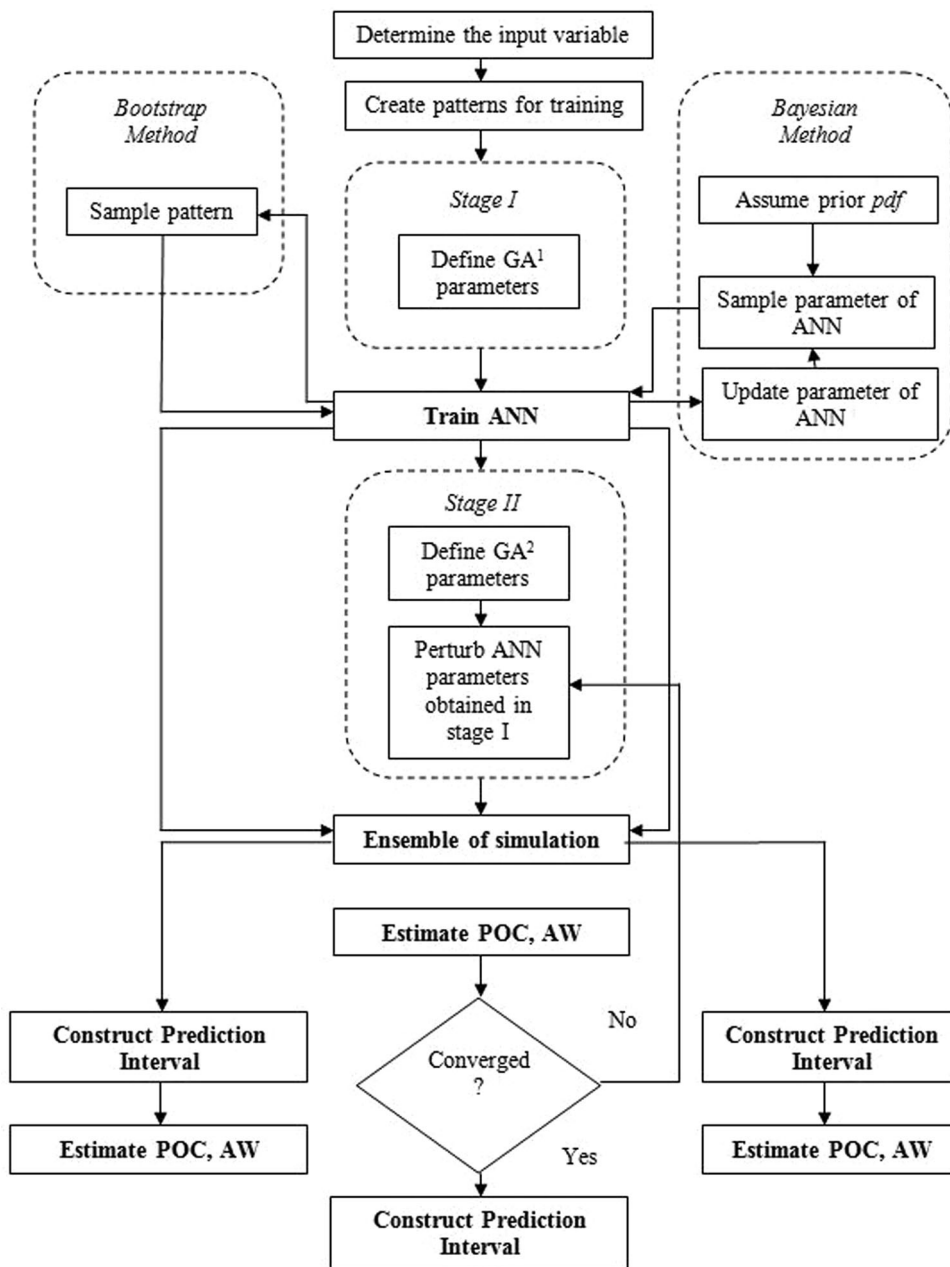 Determine the input variable
Create patterns for training
Bootstrap
Method
Sample pattern
Stage I
Define GA¹
parameters
Bayesian
Method
Assume prior pdf
Sample parameter of
ANN
Update parameter of
ANN
Train ANN
Stage II
Define GA²
parameters
Perturb ANN
parameters
obtained in
stage I
Ensemble of simulation
Estimate POC, AW
Converged
?
No
Yes
Construct Prediction
Interval
Construct Prediction
Interval
Estimate POC, AW
Construct Prediction
Interval
Estimate POC, AW